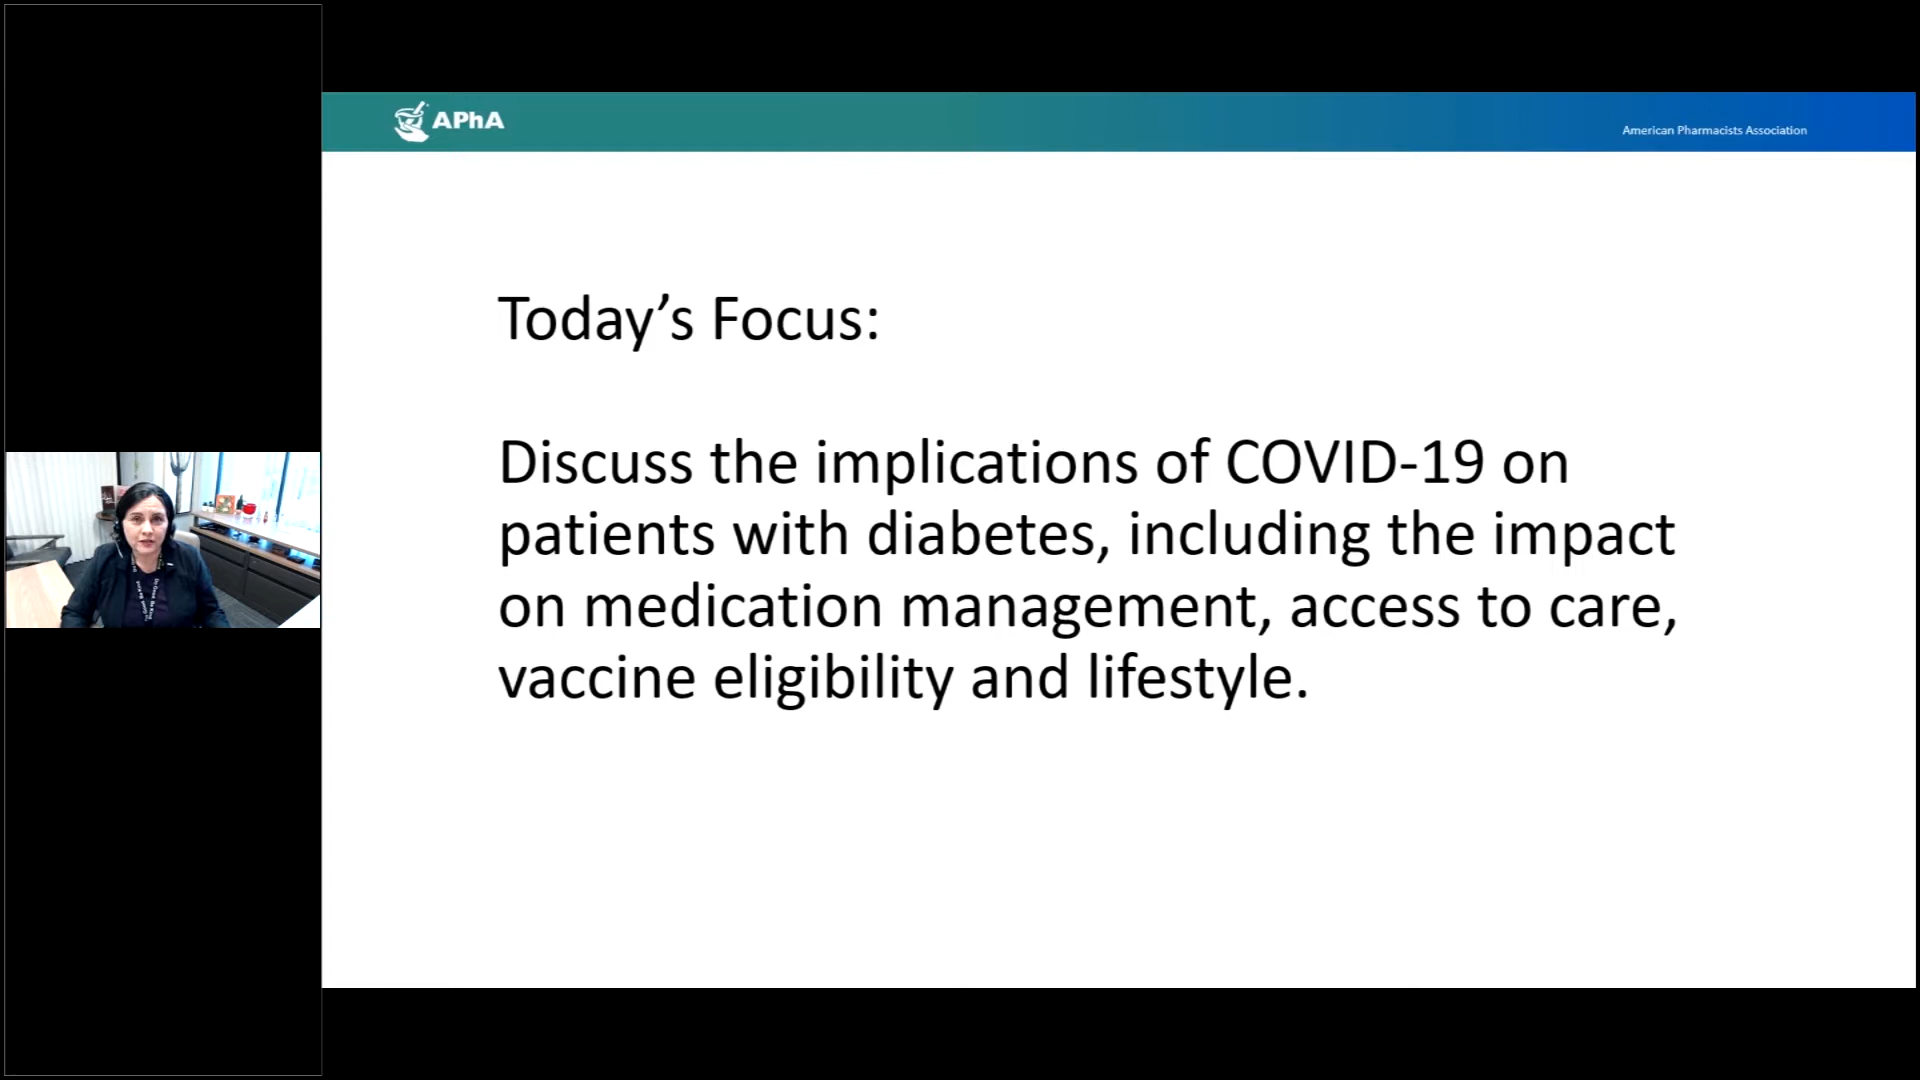 APhA
American Pharmacists Association
Today’s Focus:
Discuss the implications of COVID-19 on
patients with diabetes, including the impact
on medication management, access to care,
vaccine eligibility and lifestyle.